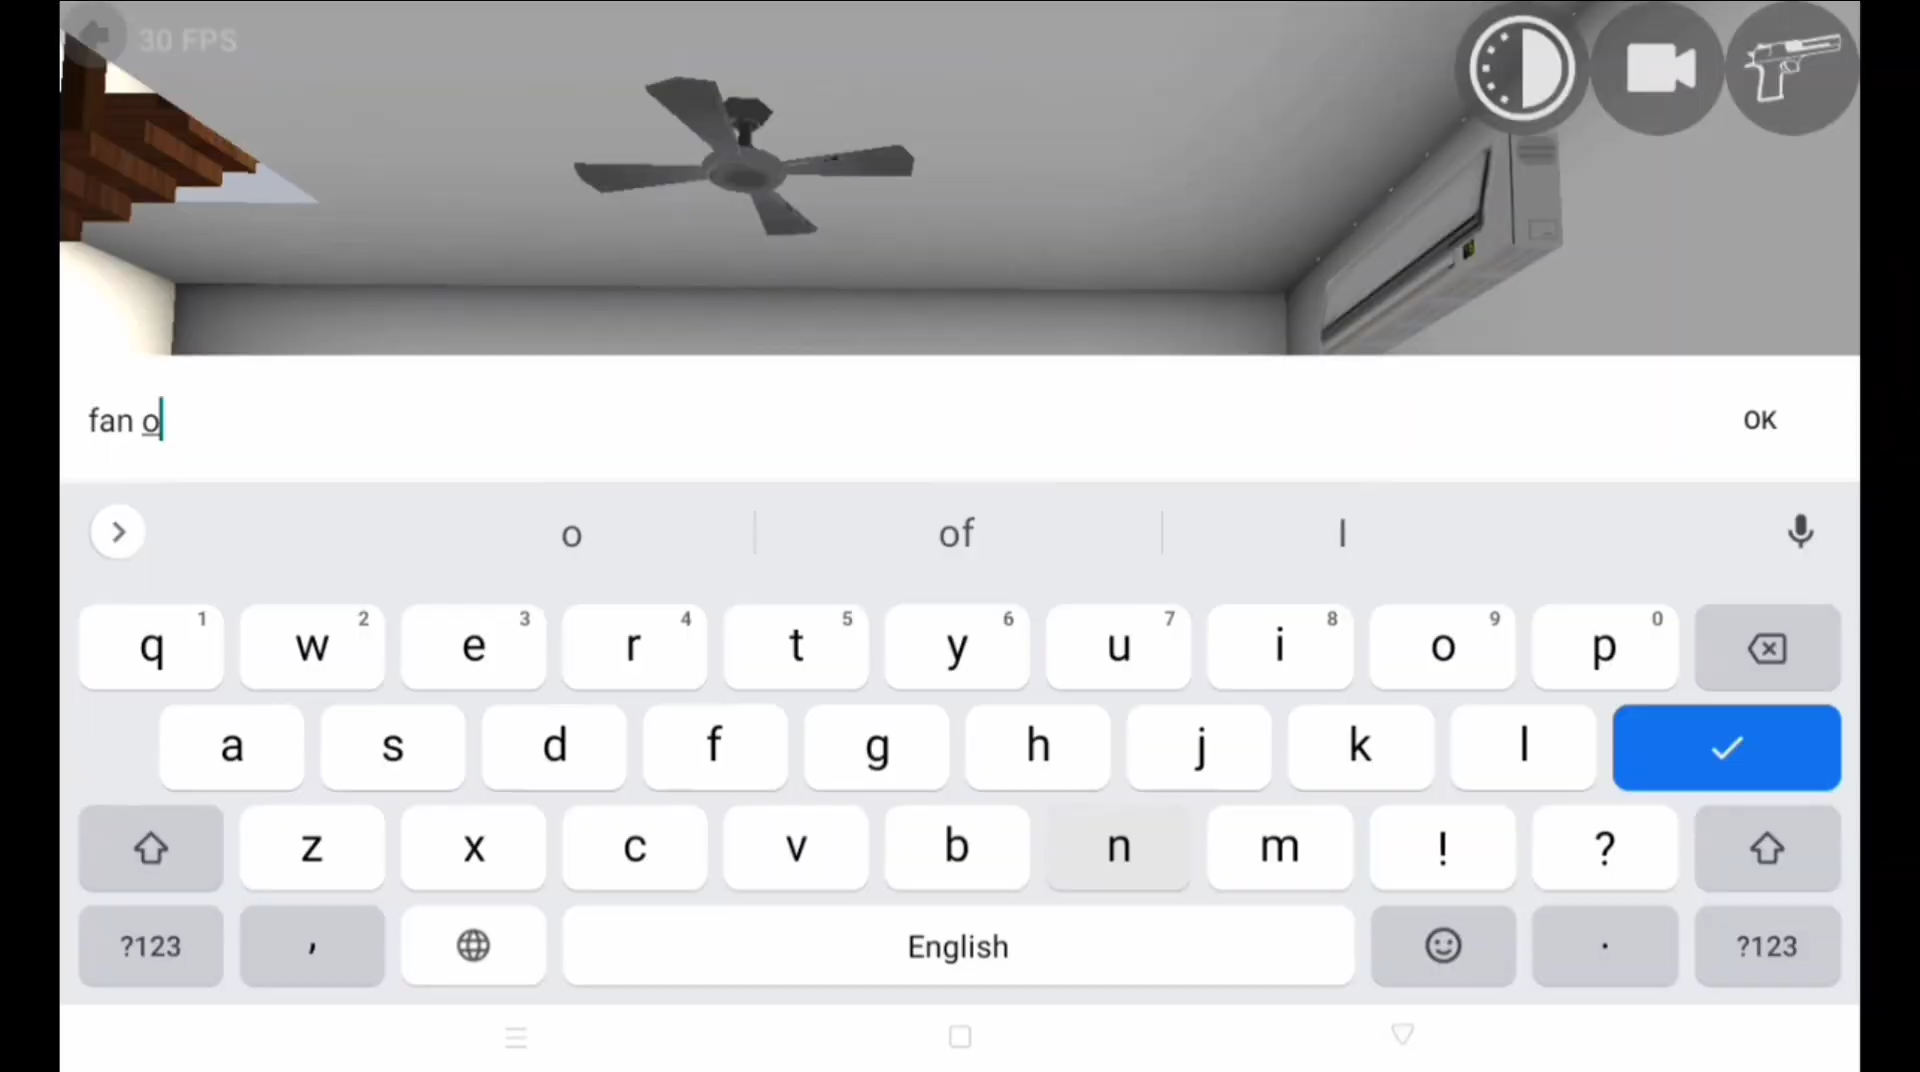 30 FPS
fan o
OK
o of I
q 1 w 2 e 3 r 4 t 5 y 6 u 7 i 8 o 9 p 0
a s d f g h j k l
z x c v b n m ! ?
?123 , English . ?123